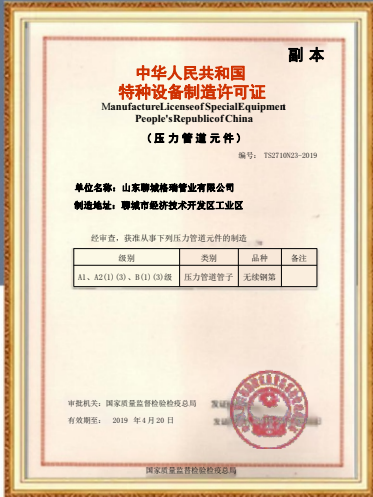 副本
中华人民共和国
特种设备制造许可证
ManufactureLicenseofSpecialEquipment
People'sRepublicofChina
（压力管道元件）
编号： TS2710N23-2019
单位名称：山东聊城格瑞管业有限公司
制造地址：聊城市经济技术开发区工业区
经审查，获准从事下列压力管道元件的制造
级别 类别 品种 备注
A1、A2(1)(3)、B(1)(3)级 压力管道管子 无续钢第
审批机关：国家质量监督检验检疫总局
有效期至： 2019 年4月20日
国家质量监督检验检疫总局